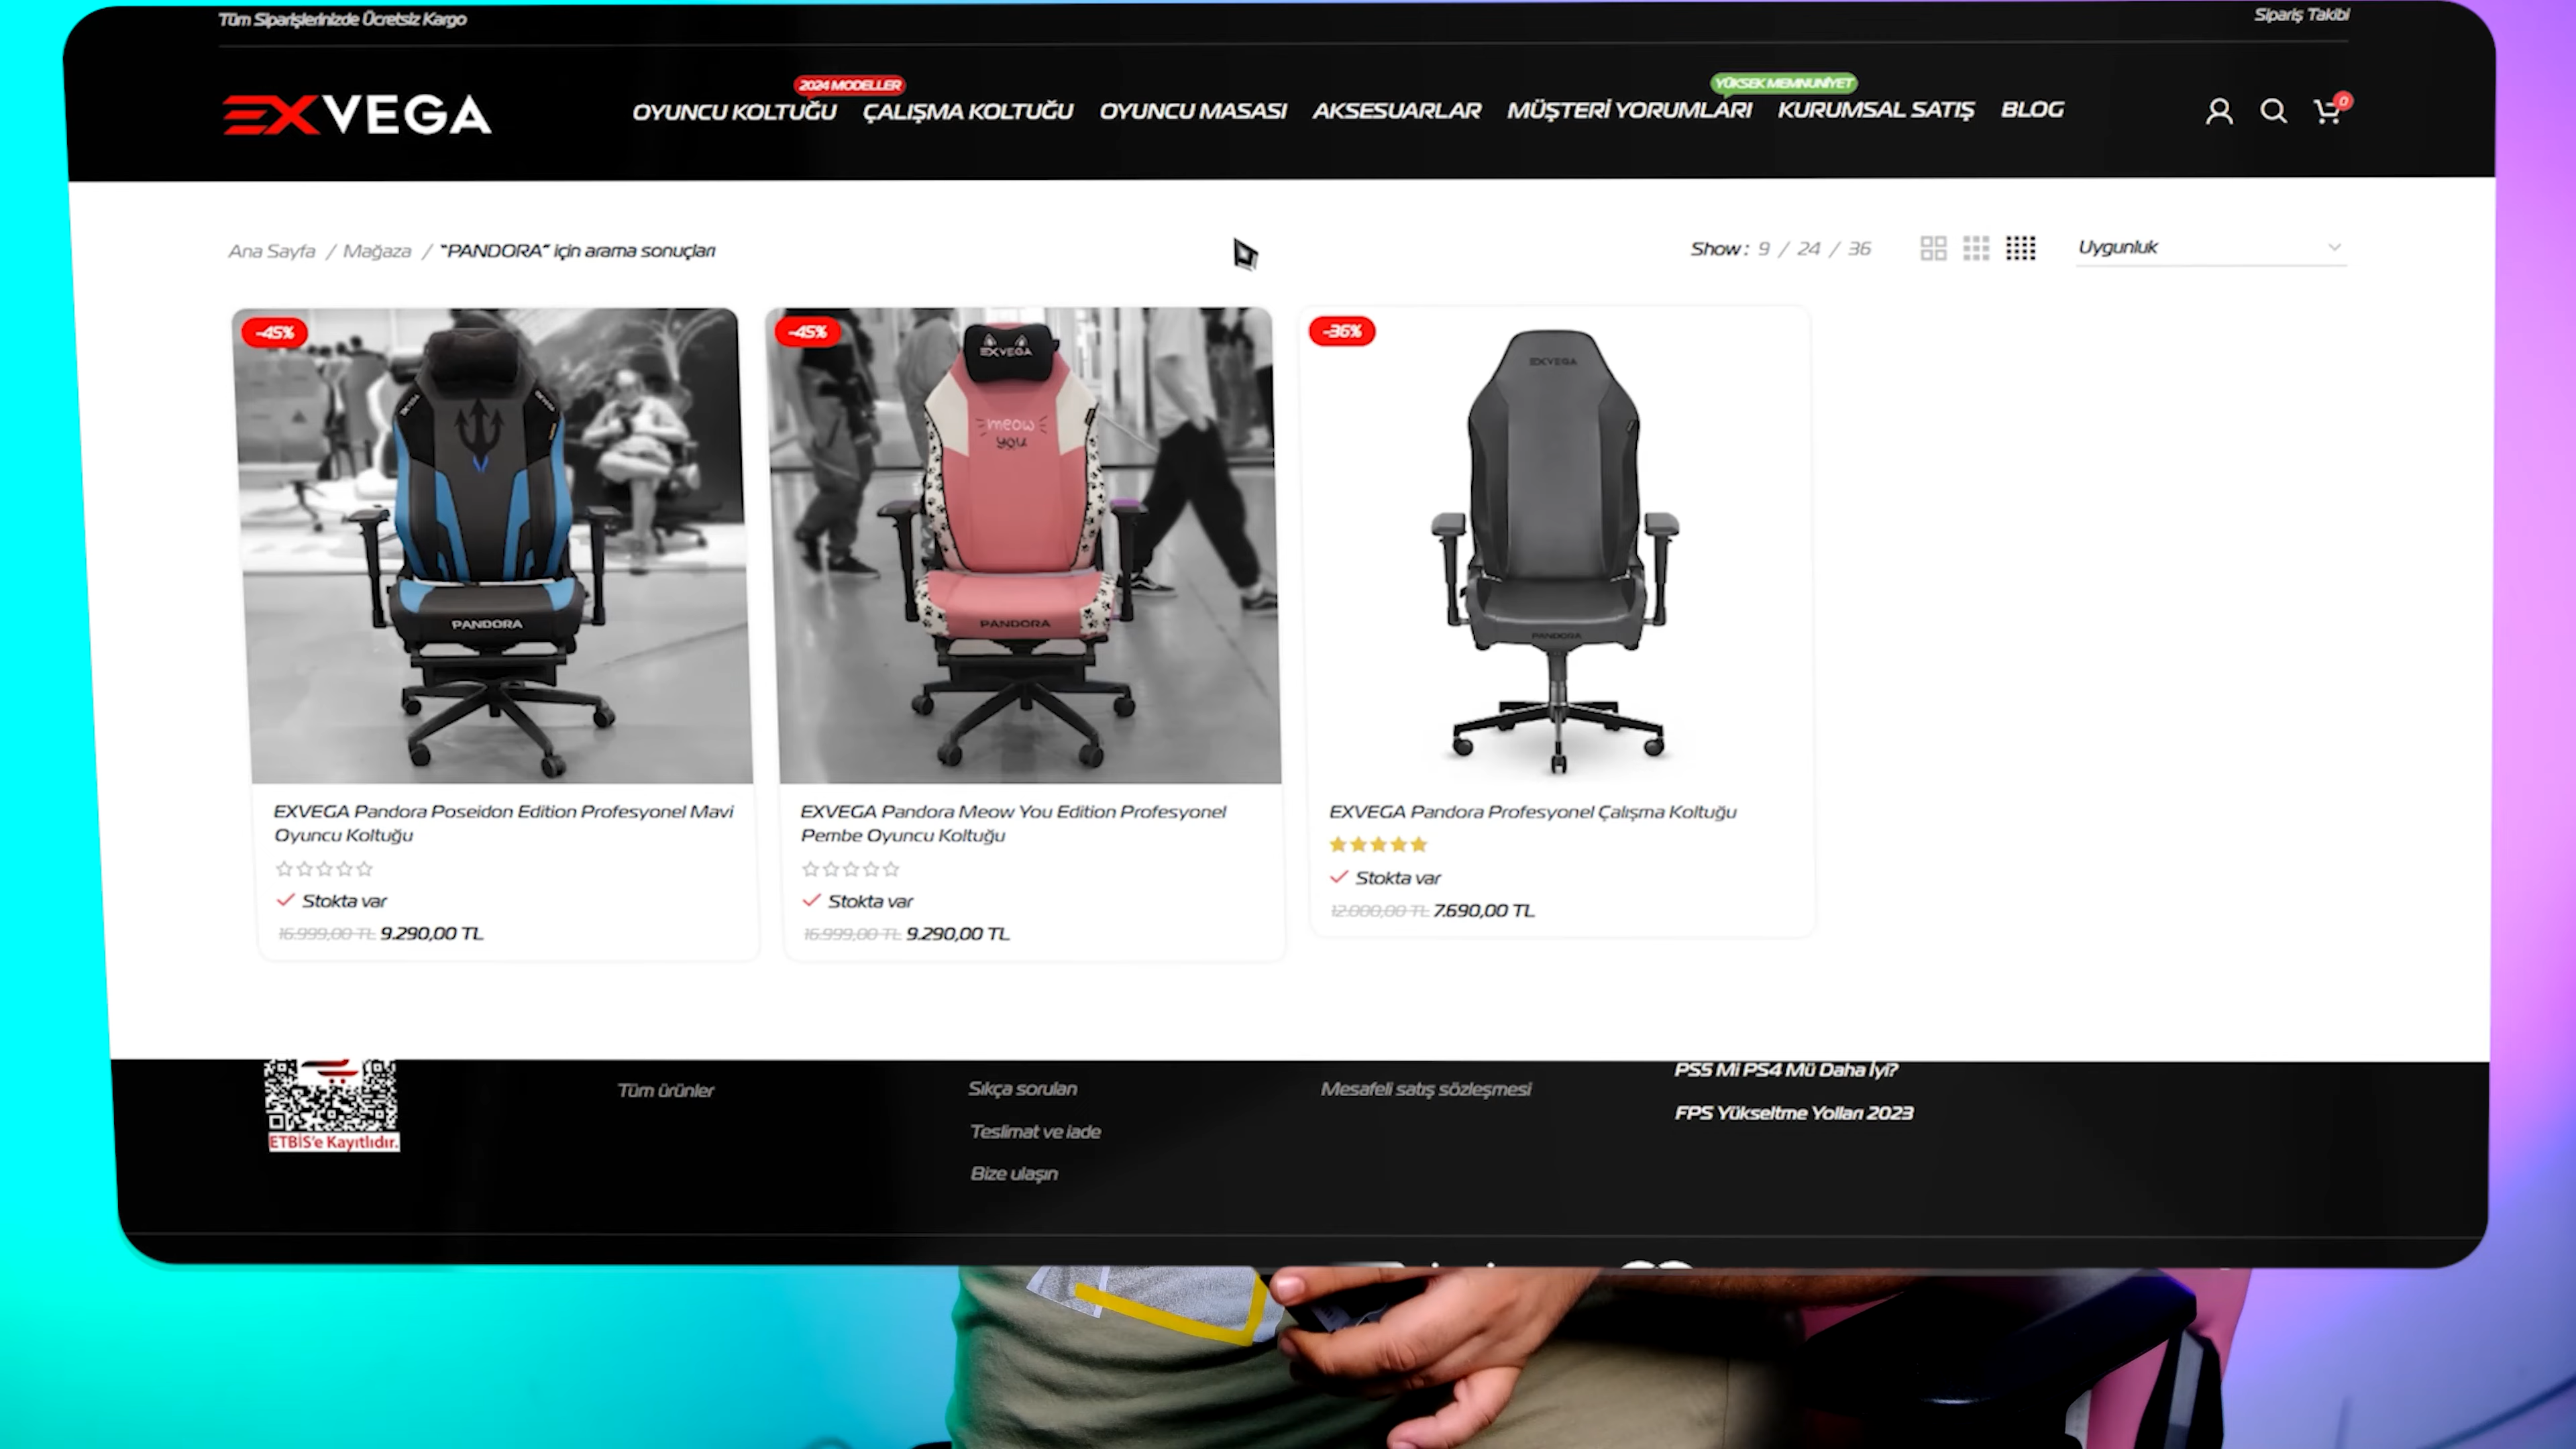 Tüm Siparişlerinizde Ücretsiz Kargo
Sipariş Takibi
EXVEGA
2024 MODELLER
YÜKSEK MEMNUNİYET
OYUNCU KOLTUĞU ÇALIŞMA KOLTUĞU OYUNCU MASASI AKSESUARLAR MÜŞTERİ YORUMLARI KURUMSAL SATIŞ BLOG
0
Ana Sayfa / Mağaza / "PANDORA" için arama sonuçları
Show : 9 / 24 / 36
Uygunluk
-45%
PANDORA
EXVEGA Pandora Poseidon Edition Profesyonel Mavi
Oyuncu Koltuğu
Stokta var
16.999,00 TL 9.290,00 TL
-45%
EXVEGA
meow
you
PANDORA
EXVEGA Pandora Meow You Edition Profesyonel
Pembe Oyuncu Koltuğu
Stokta var
16.999,00 TL 9.290,00 TL
-36%
EXVEGA
PANDORA
EXVEGA Pandora Profesyonel Çalışma Koltuğu
Stokta var
12.000,00 TL 7.690,00 TL
ETBİS'e Kayıtlıdır.
Tüm ürünler
Sıkça sorulan
Teslimat ve iade
Bize ulaşın
Mesafeli satış sözleşmesi
PS5 Mi PS4 Mü Daha İyi?
FPS Yükseltme Yolları 2023